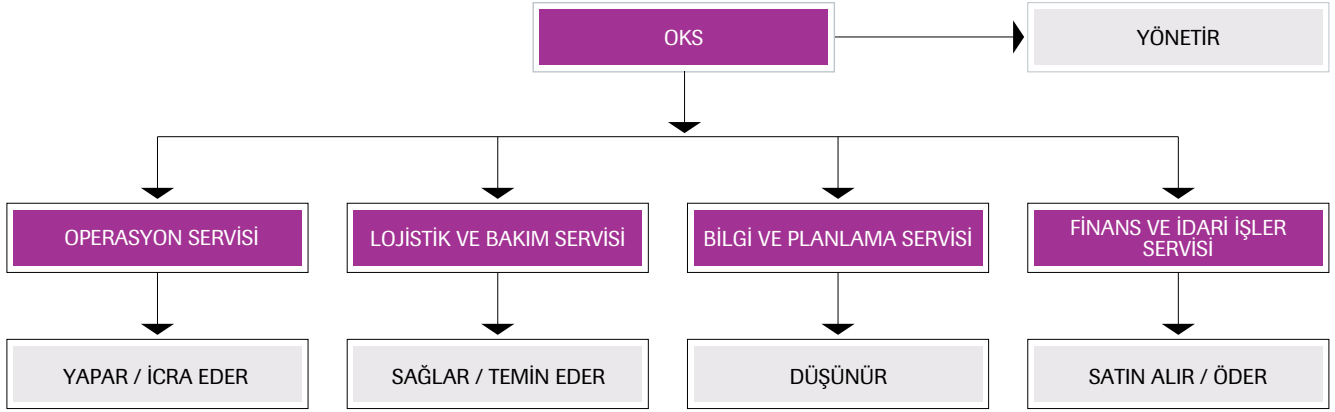 OKS
YÖNETİR
OPERASYON SERVİSİ
LOJİSTİK VE BAKIM SERVİSİ
BİLGİ VE PLANLAMA SERVİSİ
FİNANS VE İDARİ İŞLER
SERVİSİ
YAPAR / İCRA EDER
SAĞLAR / TEMİN EDER
DÜŞÜNÜR
SATIN ALIR / ÖDER